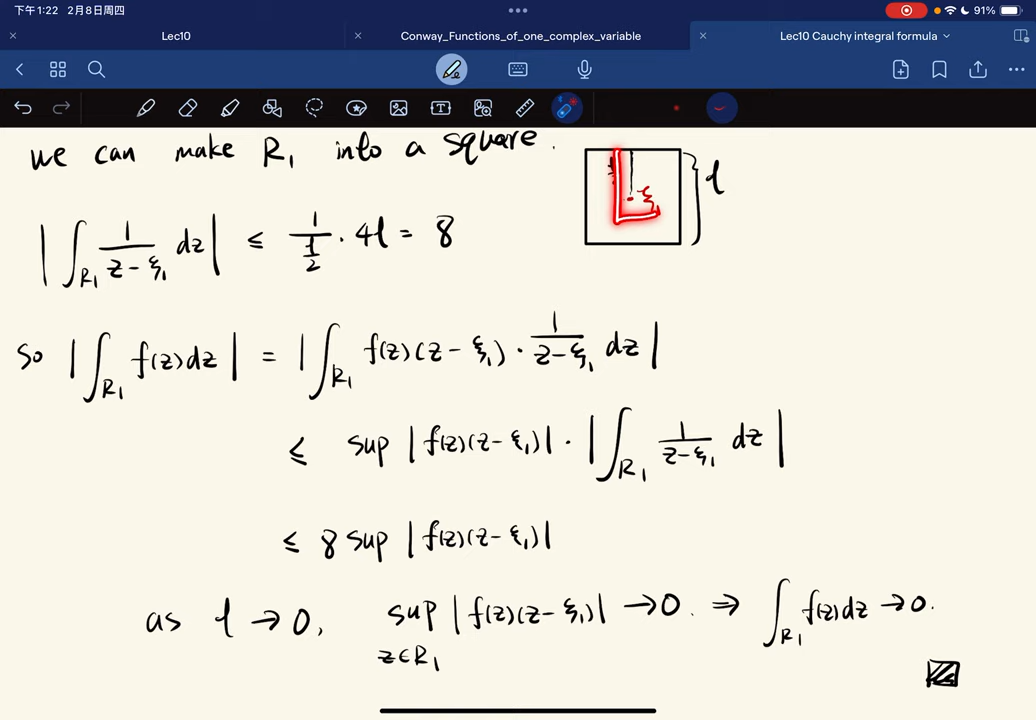 下午1:22 2月8日周四 91%
Lec10 Conway_Functions_of_one_complex_variable Lec10 Cauchy integral formula
we can make R₁ into a square.
l
ξ₁
|∫_{R₁} 1/(z-ξ₁) dz| ≤ 1/(l/2) · 4l = 8
So |∫_{R₁} f(z)dz| = |∫_{R₁} f(z)(z-ξ₁) · 1/(z-ξ₁) dz|
≤ sup |f(z)(z-ξ₁)| · |∫_{R₁} 1/(z-ξ₁) dz|
≤ 8 sup |f(z)(z-ξ₁)|
as l → 0, sup_{z∈R₁} |f(z)(z-ξ₁)| → 0. ⇒ ∫_{R₁} f(z)dz → 0.